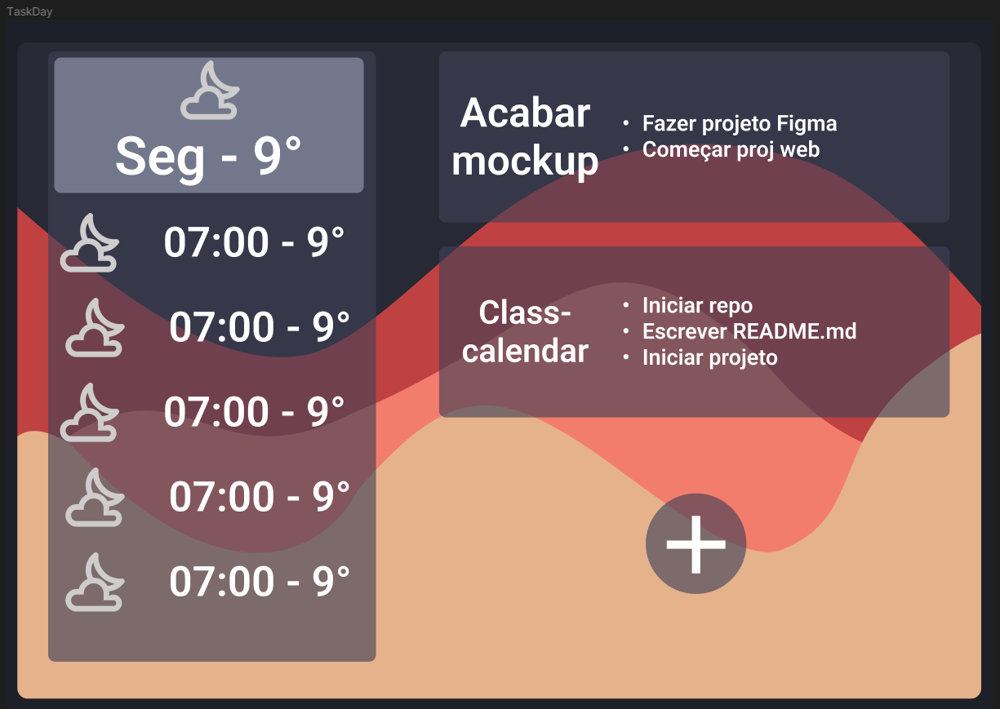 TaskDay
Seg - 9°
07:00 - 9°
07:00 - 9°
07:00 - 9°
07:00 - 9°
07:00 - 9°
Acabar
mockup
• Fazer projeto Figma
• Começar proj web
Class-
calendar
• Iniciar repo
• Escrever README.md
• Iniciar projeto